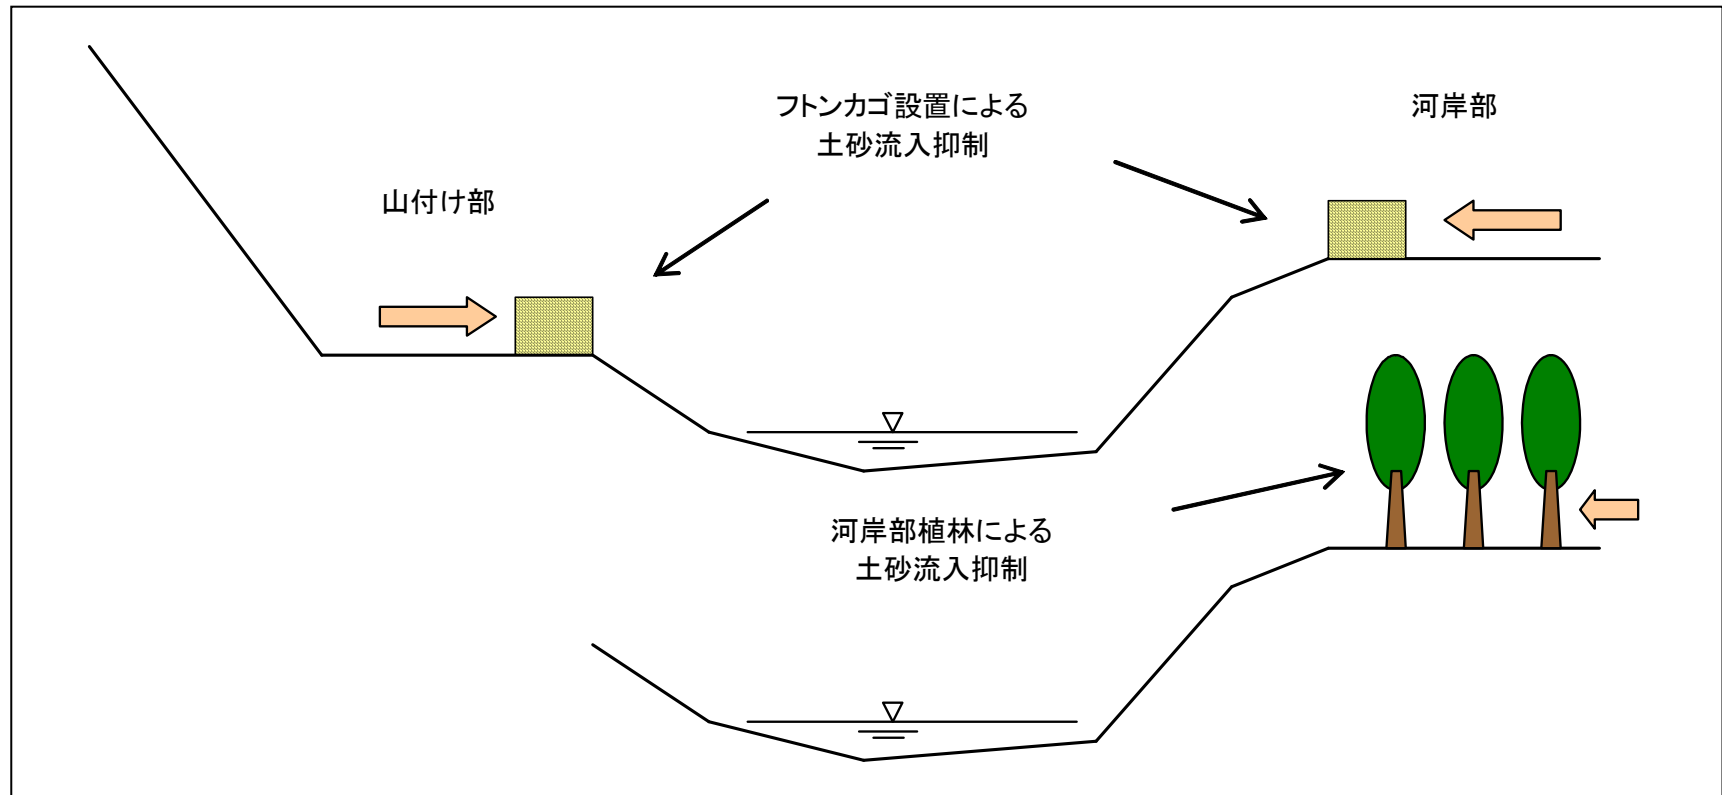 フトンカゴ設置による
土砂流入抑制
河岸部
山付け部
河岸部植林による
土砂流入抑制